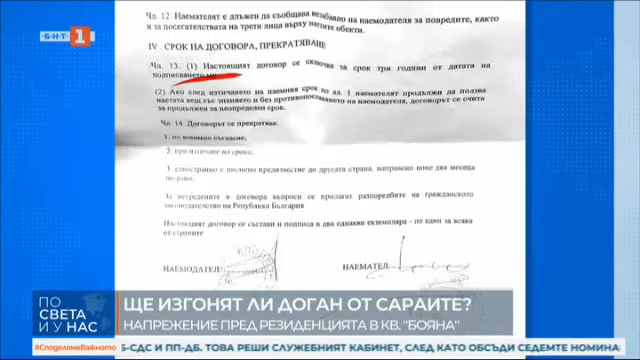 БНТ 1
Чл. 12. Наемателят е длъжен да съобщава незабавно на наемодателя за повредите, както
и за посегателствата на трети лица върху наетите обекти.
IV СРОК НА ДОГОВОРА, ПРЕКРАТЯВАНЕ
Чл. 13. (1) Настоящият договор се сключва за срок три години от датата на
подписването
(2) Ако след изтичането на наемния срок по ал. 1 наемателят продължи да ползва
наетата вещ със знанието и без противопоставянето на наемодателя, договорът се счита
за продължен за неопределен срок.
Чл. 14. Договорът се прекратява:
1. по взаимно съгласие;
2. при изтичане на срока;
3. едностранно с писмено предизвестие до другата страна, направено поне два месеца
по-рано;
За неуредените в договора въпроси се прилагат разпоредбите на гражданското
законодателство на Република България
Настоящият договор се състави и подписа в два еднакви екземпляра - по един за всяка
от страните
НАЕМОДАТЕЛ:
НАЕМАТЕЛ:
ПО
СВЕТА
И У НАС
ЩЕ ИЗГОНЯТ ЛИ ДОГАН ОТ САРАИТЕ?
НАПРЕЖЕНИЕ ПРЕД РЕЗИДЕНЦИЯТА В КВ. "БОЯНА"
#СподелямеВажното
Б-СДС И ПП-ДБ. ТОВА РЕШИ СЛУЖЕБНИЯТ КАБИНЕТ, СЛЕД КАТО ОБСЪДИ СЕДЕМТЕ НОМИНА